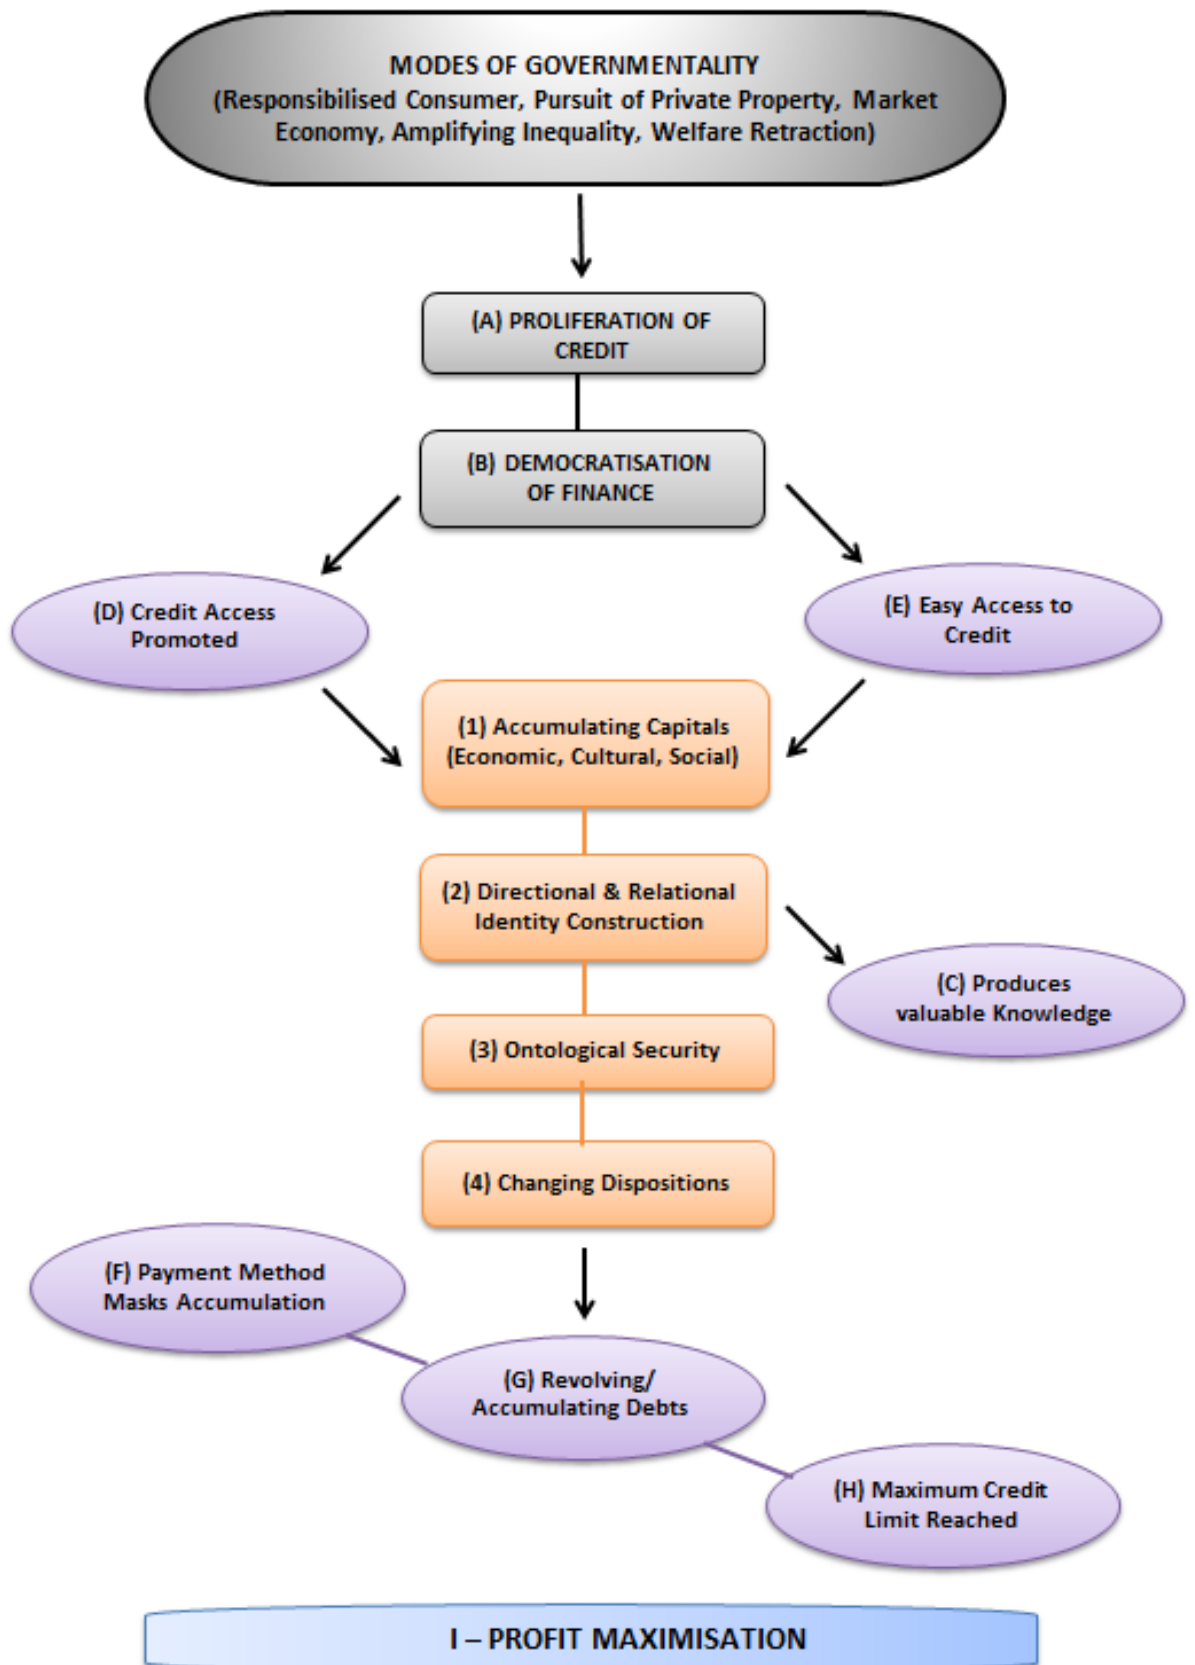 MODES OF GOVERNMENTALITY
(Responsibilised Consumer, Pursuit of Private Property, Market
Economy, Amplifying Inequality, Welfare Retraction)
(A) PROLIFERATION OF
CREDIT
(B) DEMOCRATISATION
OF FINANCE
(D) Credit Access
Promoted
(E) Easy Access to
Credit
(1) Accumulating Capitals
(Economic, Cultural, Social)
(2) Directional & Relational
Identity Construction
(C) Produces
valuable Knowledge
(3) Ontological Security
(4) Changing Dispositions
(F) Payment Method
Masks Accumulation
(G) Revolving/
Accumulating Debts
(H) Maximum Credit
Limit Reached
I – PROFIT MAXIMISATION